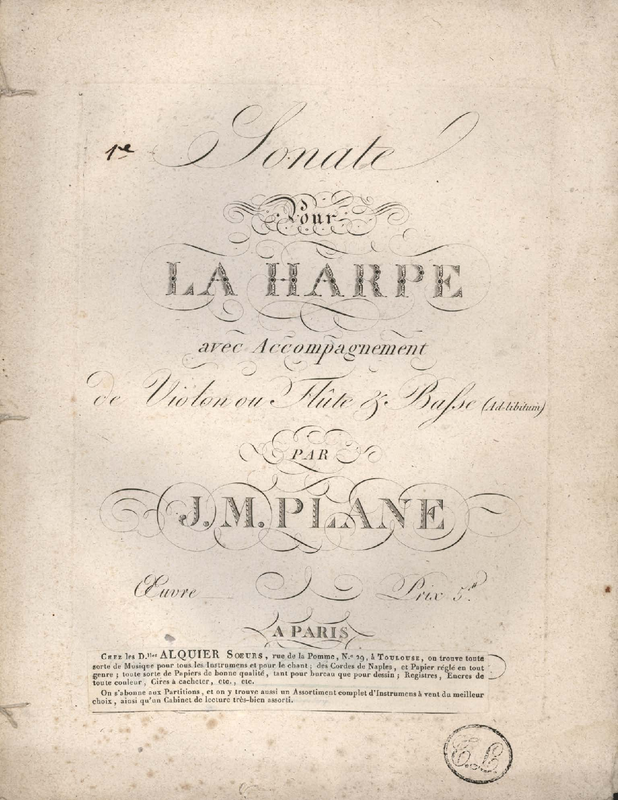 1re Sonate
Pour
LA HARPE
avec Accompagnement
de Violon ou Flûte & Baſse (Ad-libitum)
PAR
J. M. PLANE
Œuvre Prix 5.
A PARIS
Chez les D.lles ALQUIER Sœurs, rue de la Pomme, N.o 19, à Toulouse, on trouve toute
sorte de Musique pour tous les Instrumens et pour le chant; des Cordes de Naples, et Papier réglé en tout
genre; toute sorte de Papiers de bonne qualité, tant pour bureau que pour dessin; Registres, Encres de
toute couleur, Cires à cacheter, etc., etc.
On s'abonne aux Partitions, et on y trouve aussi un Assortiment complet d'Instrumens à vent du meilleur
choix, ainsi qu'un Cabinet de lecture très-bien assorti.